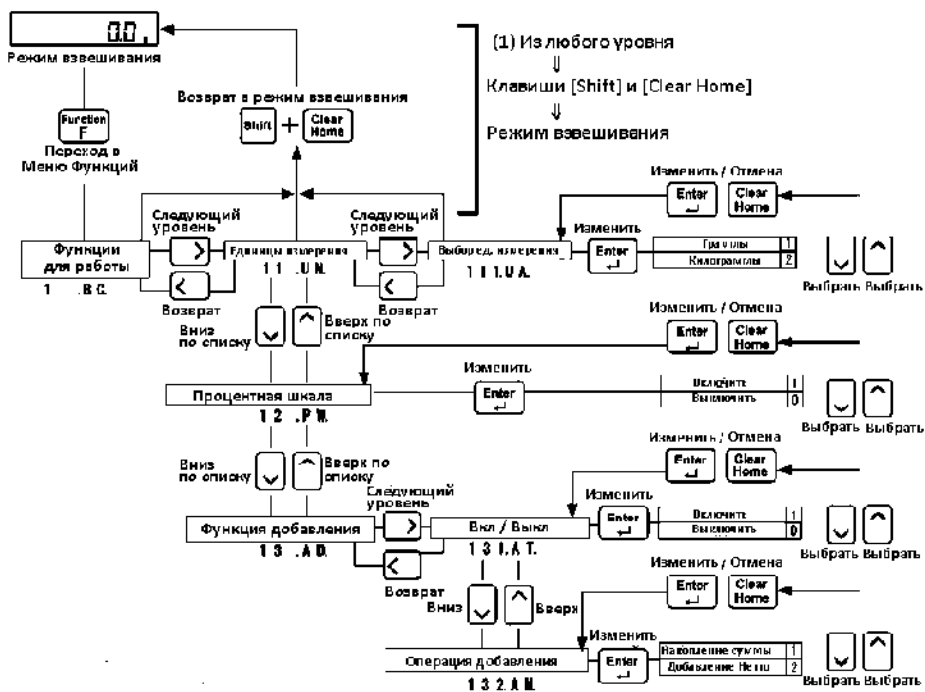 0.0
Режим взвешивания
Function
F
Переход в
Меню Функций
Возврат в режим взвешивания
Shift + Clear Home
(1) Из любого уровня
⇓
Клавиши [Shift] и [Clear Home]
⇓
Режим взвешивания
Функции
для работы
1 .B.C.
Следующий
уровень
Возврат
Единицы измерения
1 1 .U.N.
Следующий
уровень
Возврат
Выбор ед. измерения
1 1 1.U.A.
Изменить
Enter
Изменить / Отмена
Enter Clear Home
Граммы 1
Килограммы 2
Выбрать Выбрать
Вниз
по списку
Вверх по
списку
Процентная шкала
1 2 .P.W.
Изменить
Enter
Изменить / Отмена
Enter Clear Home
Включить 1
Выключить 0
Выбрать Выбрать
Вниз
по списку
Вверх по
списку
Функция добавления
1 3 .A.D.
Следующий
уровень
Возврат
Вкл / Выкл
1 3 1.A.T.
Изменить
Enter
Изменить / Отмена
Enter Clear Home
Включить 1
Выключить 0
Выбрать Выбрать
Вниз
Вверх
Операция добавления
1 3 2.A.M.
Изменить
Enter
Изменить / Отмена
Enter Clear Home
Накопление суммы 1
Добавление Нетто 2
Выбрать Выбрать